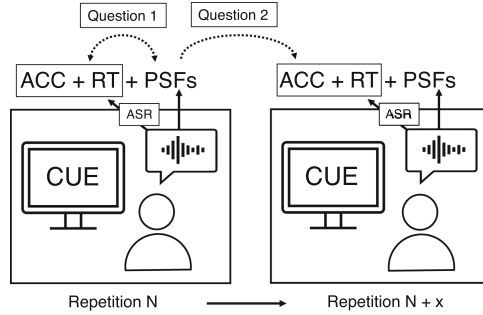 Question 1
Question 2
ACC + RT + PSFs
ACC + RT + PSFs
ASR
ASR
CUE
CUE
Repetition N
Repetition N + x